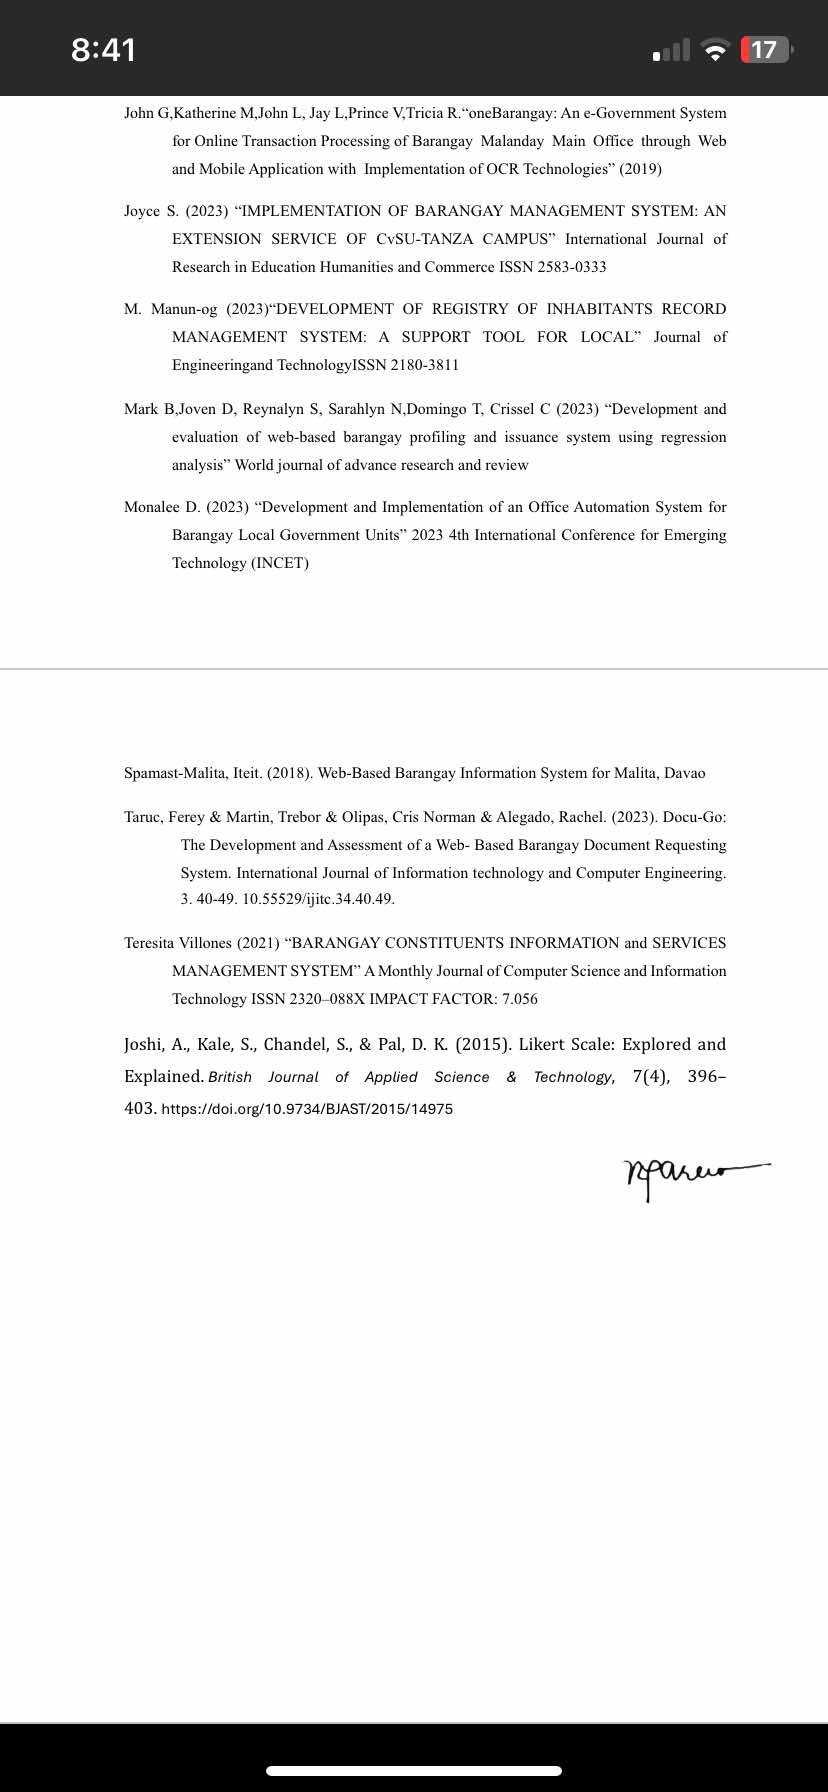 8:41
17
John G,Katherine M,John L, Jay L,Prince V,Tricia R.“oneBarangay: An e-Government System
for Online Transaction Processing of Barangay Malanday Main Office through Web
and Mobile Application with Implementation of OCR Technologies” (2019)
Joyce S. (2023) “IMPLEMENTATION OF BARANGAY MANAGEMENT SYSTEM: AN
EXTENSION SERVICE OF CvSU-TANZA CAMPUS” International Journal of
Research in Education Humanities and Commerce ISSN 2583-0333
M. Manun-og (2023)“DEVELOPMENT OF REGISTRY OF INHABITANTS RECORD
MANAGEMENT SYSTEM: A SUPPORT TOOL FOR LOCAL” Journal of
Engineeringand TechnologyISSN 2180-3811
Mark B,Joven D, Reynalyn S, Sarahlyn N,Domingo T, Crissel C (2023) “Development and
evaluation of web-based barangay profiling and issuance system using regression
analysis” World journal of advance research and review
Monalee D. (2023) “Development and Implementation of an Office Automation System for
Barangay Local Government Units” 2023 4th International Conference for Emerging
Technology (INCET)
Spamast-Malita, Iteit. (2018). Web-Based Barangay Information System for Malita, Davao
Taruc, Ferey & Martin, Trebor & Olipas, Cris Norman & Alegado, Rachel. (2023). Docu-Go:
The Development and Assessment of a Web- Based Barangay Document Requesting
System. International Journal of Information technology and Computer Engineering.
3. 40-49. 10.55529/ijitc.34.40.49.
Teresita Villones (2021) “BARANGAY CONSTITUENTS INFORMATION and SERVICES
MANAGEMENT SYSTEM” A Monthly Journal of Computer Science and Information
Technology ISSN 2320–088X IMPACT FACTOR: 7.056
Joshi, A., Kale, S., Chandel, S., & Pal, D. K. (2015). Likert Scale: Explored and
Explained. British Journal of Applied Science & Technology, 7(4), 396–
403. https://doi.org/10.9734/BJAST/2015/14975